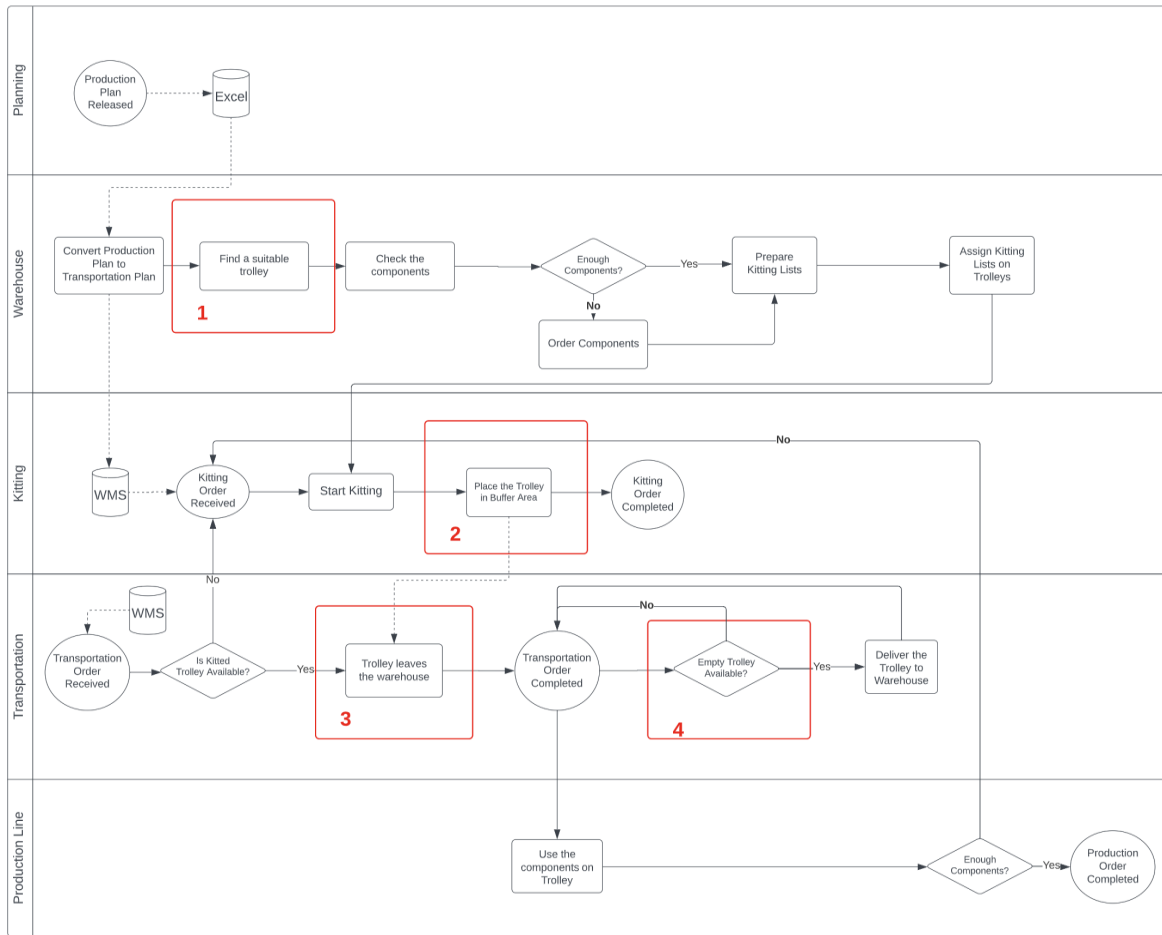 Planning
Production
Plan
Released
Excel
Warehouse
Convert Production
Plan to
Transportation Plan
Find a suitable
trolley
1
Check the
components
Enough
Components?
Yes
No
Order Components
Prepare
Kitting Lists
Assign Kitting
Lists on
Trolleys
Kitting
WMS
Kitting
Order
Received
Start Kitting
Place the Trolley
in Buffer Area
2
Kitting
Order
Completed
No
Transportation
WMS
Transportation
Order
Received
No
Is Kitted
Trolley Available?
Yes
Trolley leaves
the warehouse
3
Transportation
Order
Completed
No
Empty Trolley
Available?
4
Yes
Deliver the
Trolley to
Warehouse
Production Line
Use the
components on
Trolley
Enough
Components?
Yes
Production
Order
Completed